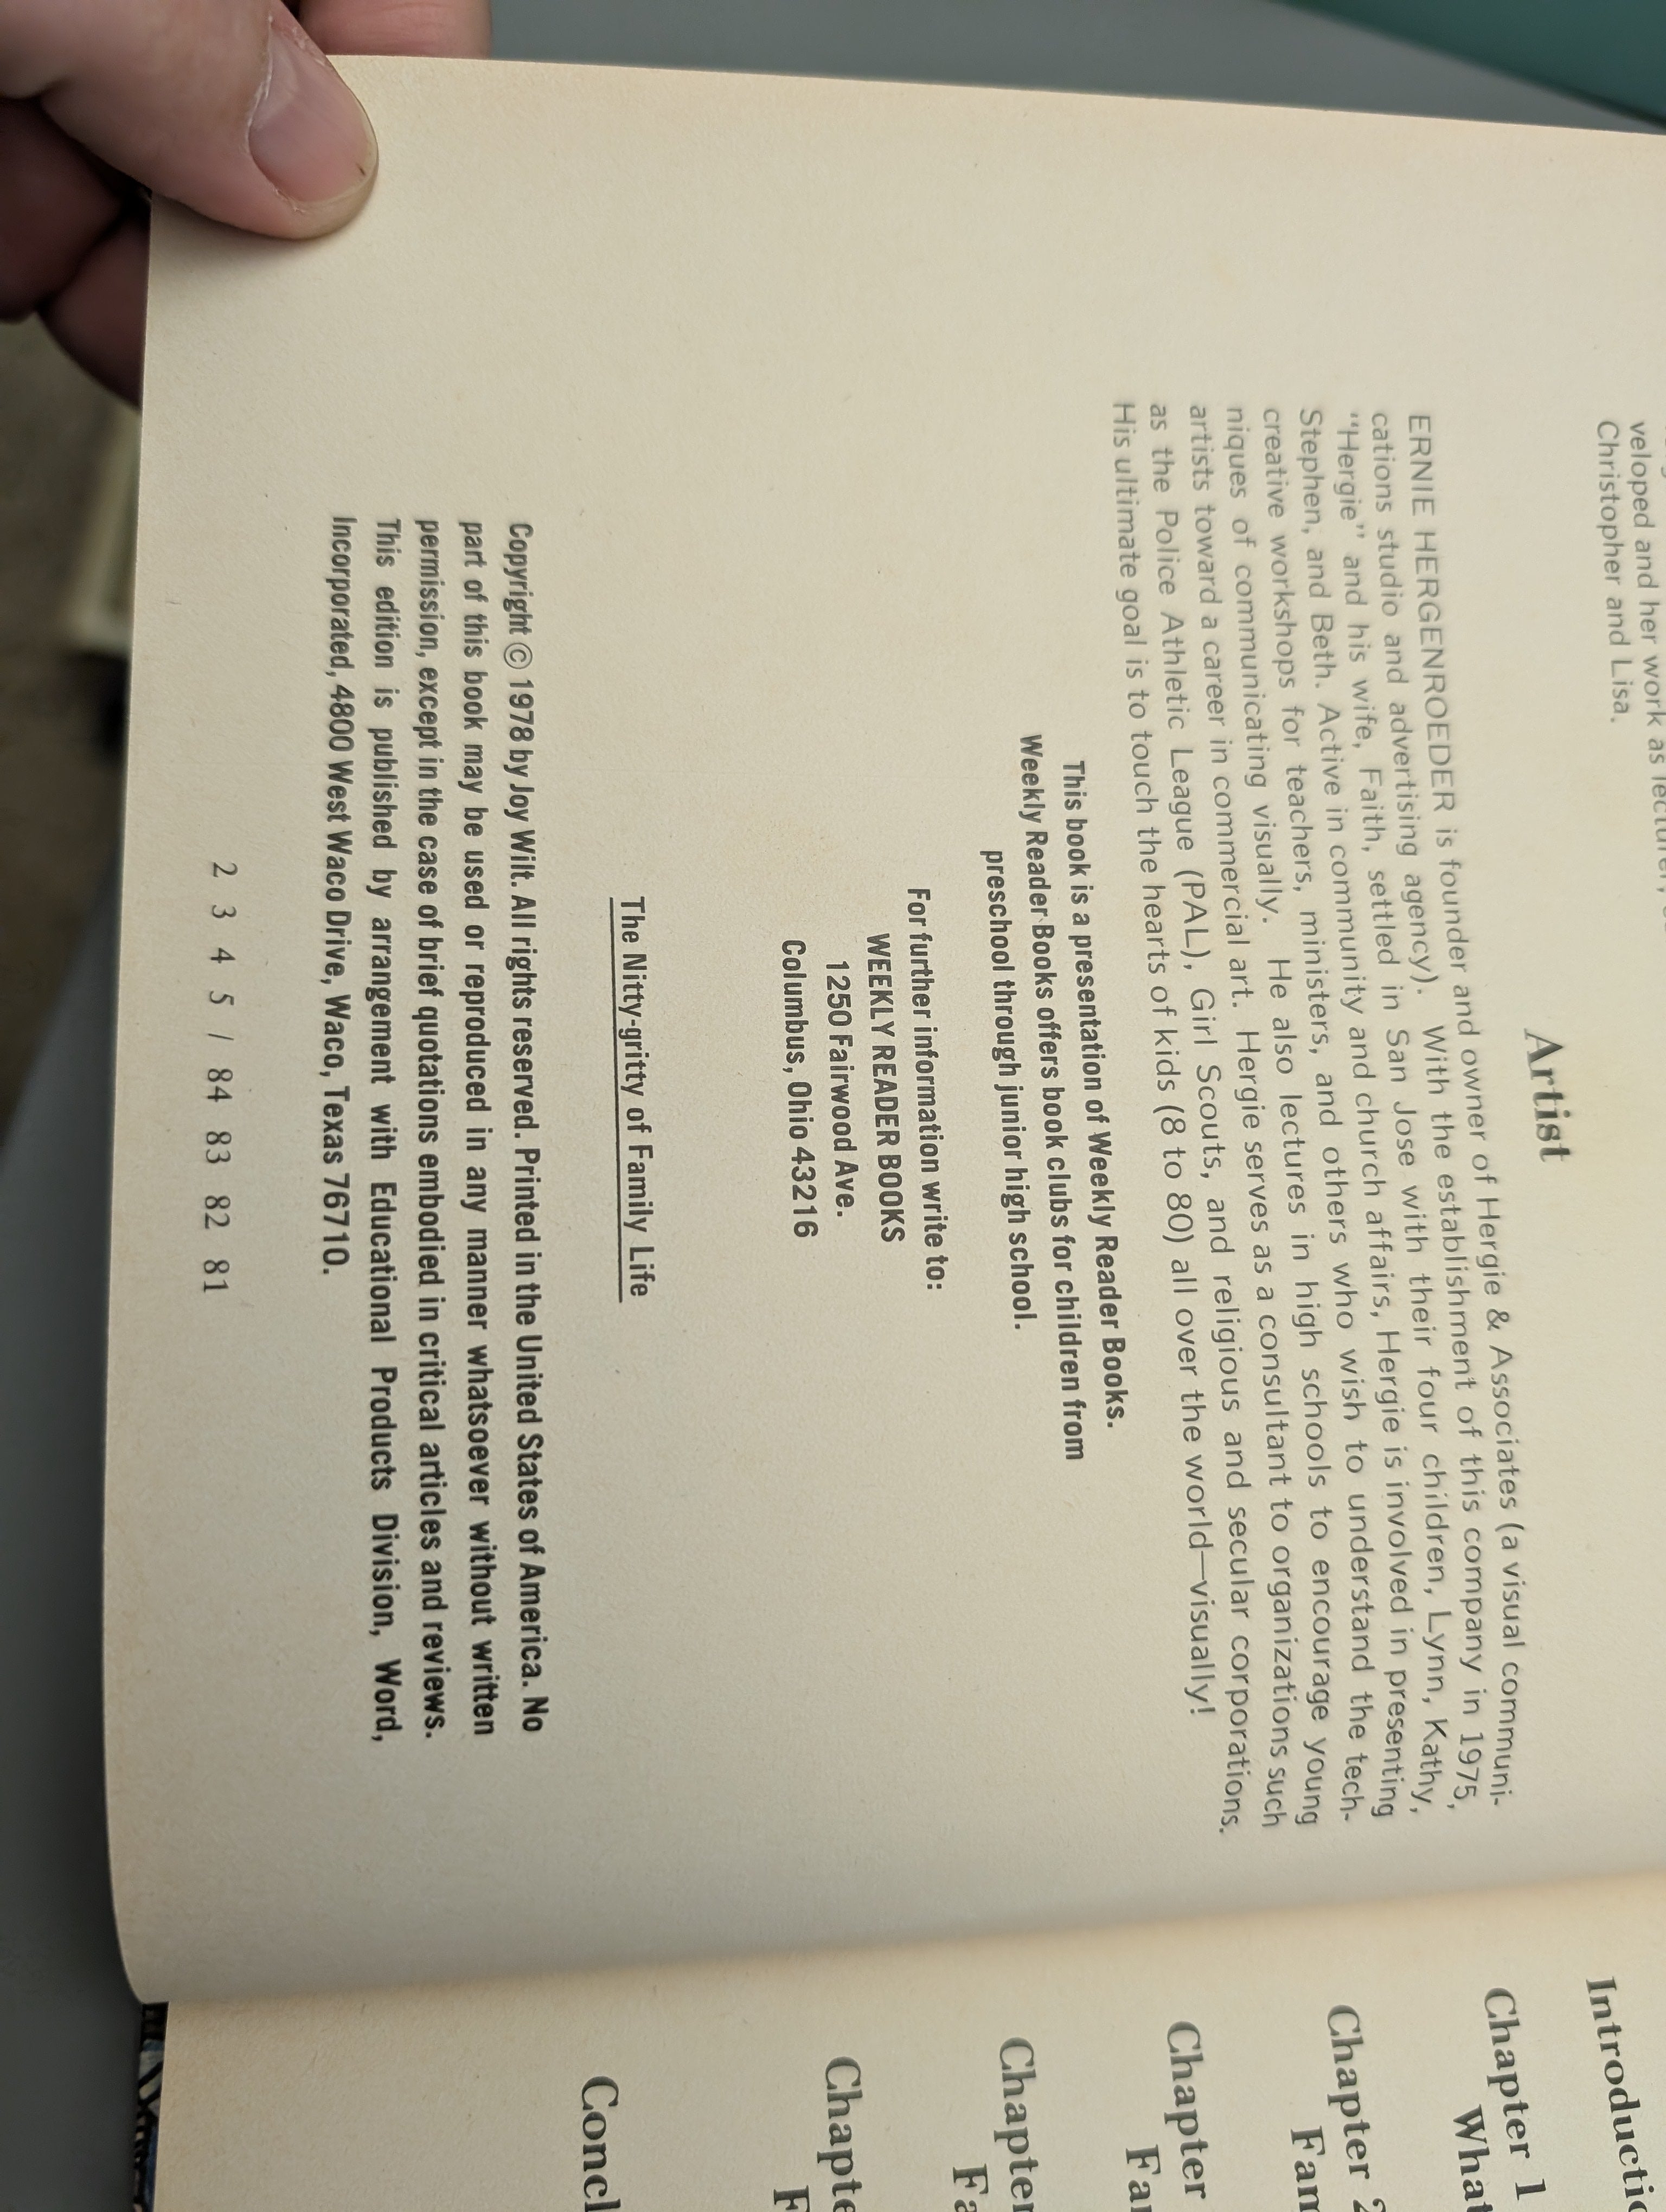 veloped and her work as
Christopher and Lisa.
Artist
ERNIE HERGENROEDER is founder and owner of Hergie & Associates (a visual communi-
cations studio and advertising agency). With the establishment of this company in 1975,
"Hergie" and his wife, Faith, settled in San Jose with their four children, Lynn, Kathy,
Stephen, and Beth. Active in community and church affairs, Hergie is involved in presenting
creative workshops for teachers, ministers, and others who wish to understand the tech-
niques of communicating visually. He also lectures in high schools to encourage young
artists toward a career in commercial art. Hergie serves as a consultant to organizations such
as the Police Athletic League (PAL), Girl Scouts, and religious and secular corporations.
His ultimate goal is to touch the hearts of kids (8 to 80) all over the world—visually!
This book is a presentation of Weekly Reader Books.
Weekly Reader Books offers book clubs for children from
preschool through junior high school.
For further information write to:
WEEKLY READER BOOKS
1250 Fairwood Ave.
Columbus, Ohio 43216
The Nitty-gritty of Family Life
Copyright © 1978 by Joy Wilt. All rights reserved. Printed in the United States of America. No
part of this book may be used or reproduced in any manner whatsoever without written
permission, except in the case of brief quotations embodied in critical articles and reviews.
This edition is published by arrangement with Educational Products Division, Word,
Incorporated, 4800 West Waco Drive, Waco, Texas 76710.
2 3 4 5 / 84 83 82 81
Introducti
Chapter 1
What
Chapter 2
Fam
Chapter
Fa
Chapter
Fa
Chapte
F
Concl